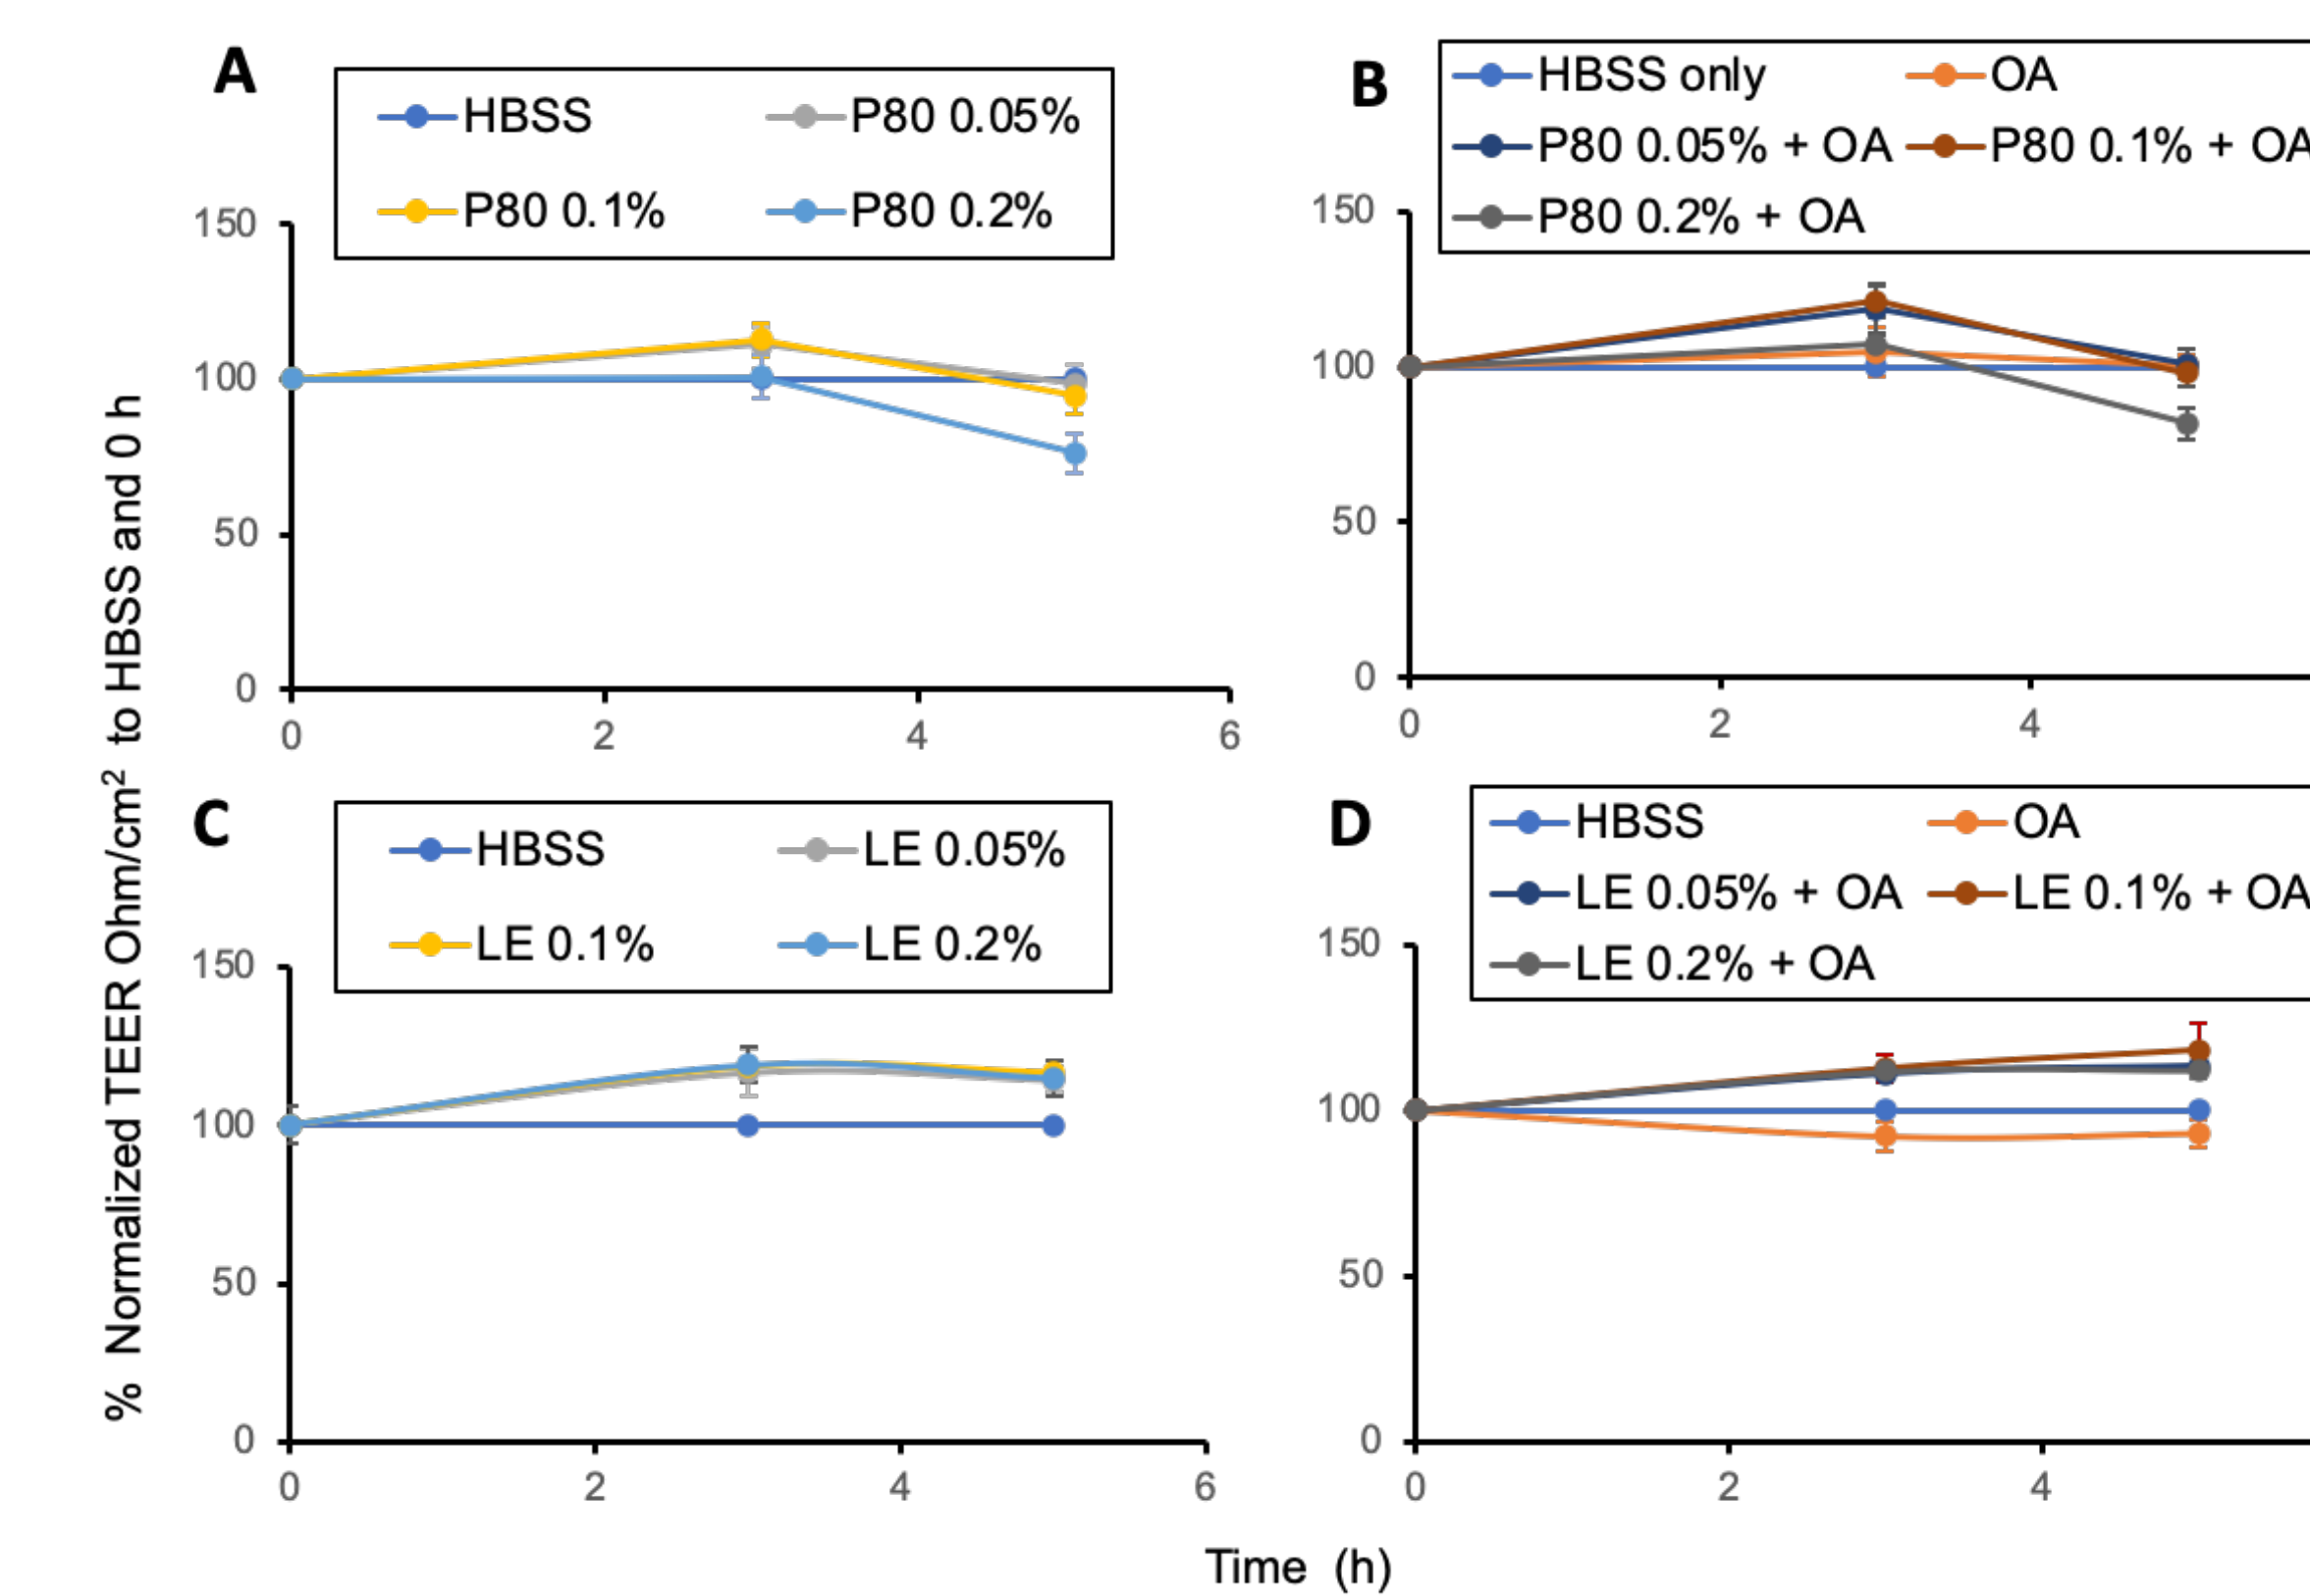 A
HBSS
P80 0.05%
P80 0.1%
P80 0.2%
150
100
50
0
0 2 4 6
B
HBSS only
OA
P80 0.05% + OA
P80 0.1% + OA
P80 0.2% + OA
150
100
50
0
0 2 4
% Normalized TEER Ohm/cm² to HBSS and 0 h
C
HBSS
LE 0.05%
LE 0.1%
LE 0.2%
150
100
50
0
0 2 4 6
D
HBSS
OA
LE 0.05% + OA
LE 0.1% + OA
LE 0.2% + OA
150
100
50
0
0 2 4
Time (h)